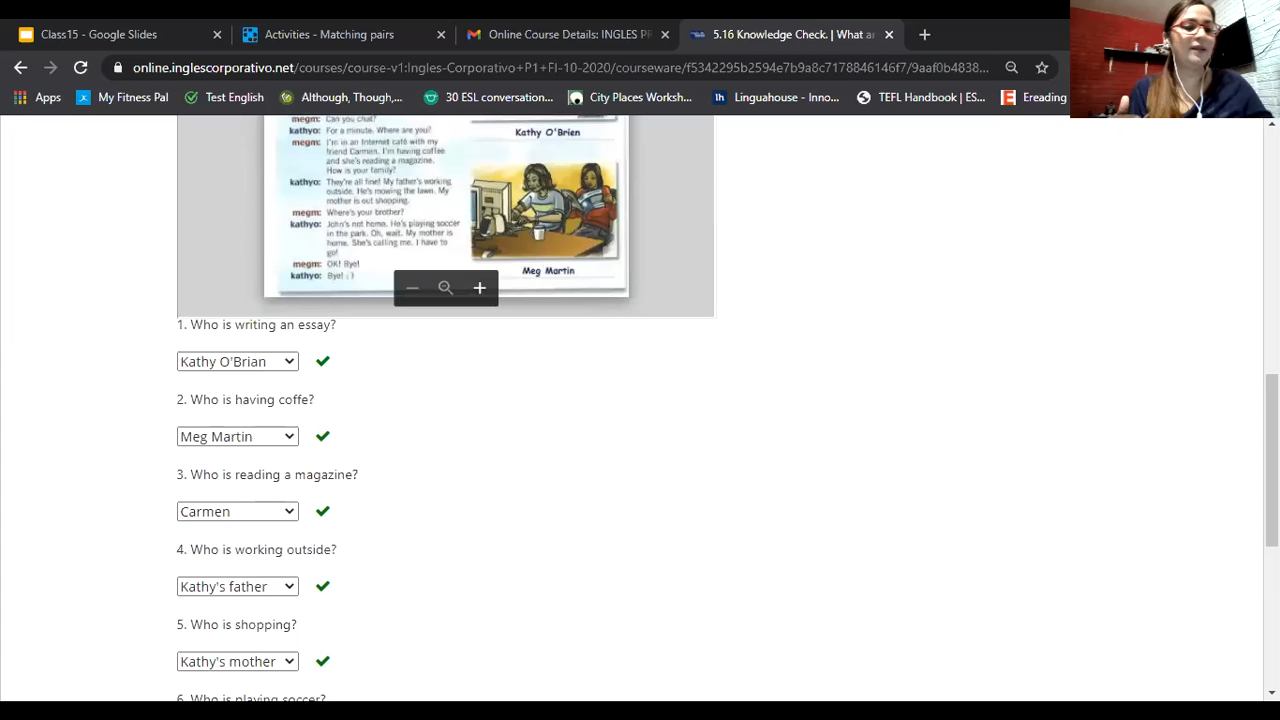 Class15 - Google Slides
Activities - Matching pairs
Online Course Details: INGLES PF
5.16 Knowledge Check. | What ar
online.inglescorporativo.net/courses/course-v1:Ingles-Corporativo+P1+I-10-2020/courseware/f5342295b2594e7b9a8c7178846146f7/9aaf0b4838...
Apps
My Fitness Pal
Test English
Although, Though,...
30 ESL conversation...
City Places Worksh...
Linguahouse - Inno...
TEFL Handbook | ES...
Ereading
megm: Can you chat?
kathyo: For a minute. Where are you?
megm: I'm in an Internet café with my
friend Carmen. I'm having coffee
and she's reading a magazine.
How is your family?
kathyo: They're all fine! My father's working
outside. He's mowing the lawn. My
mother is out shopping.
megm: Where's your brother?
kathyo: John's not home. He's playing soccer
in the park. Oh, wait. My mother is
home. She's calling me. I have to
go!
megm: OK! Bye!
kathyo: Bye! :)
Kathy O'Brien
Meg Martin
1. Who is writing an essay?
Kathy O'Brian
2. Who is having coffe?
Meg Martin
3. Who is reading a magazine?
Carmen
4. Who is working outside?
Kathy's father
5. Who is shopping?
Kathy's mother
6. Who is playing soccer?